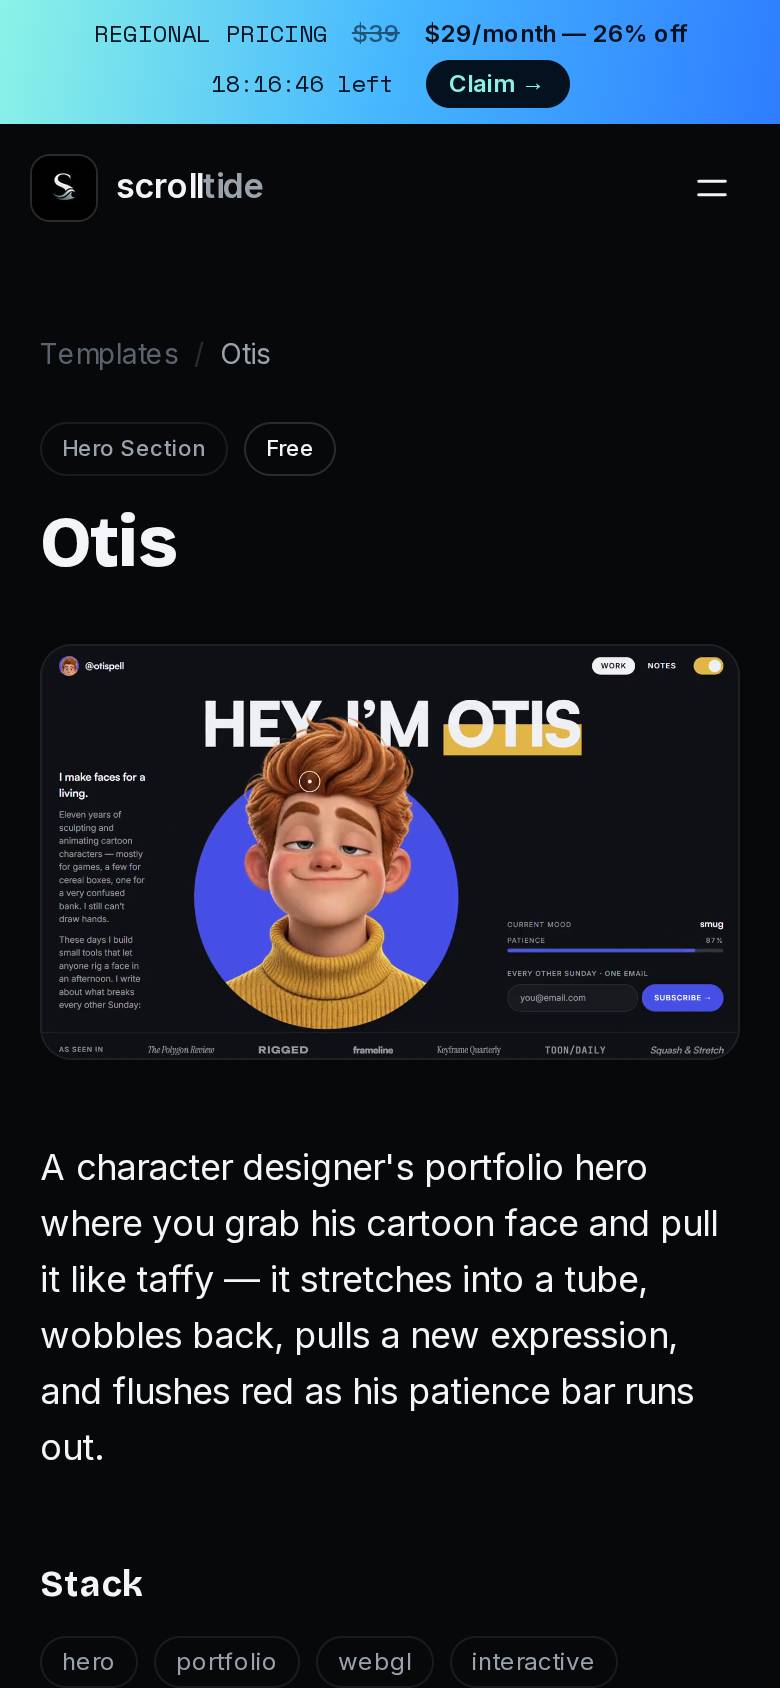 REGIONAL PRICING $39 $29/month — 26% off
18:16:46 left Claim →
scrolltide
Templates / Otis
Hero Section Free
Otis
@otispell
WORK NOTES
HEY, I'M OTIS
I make faces for a
living.
Eleven years of
sculpting and
animating cartoon
characters — mostly
for games, a few for
cereal boxes, one for
a very confused
bank. I still can't
draw hands.
These days I build
small tools that let
anyone rig a face in
an afternoon. I write
about what breaks
every other Sunday:
CURRENT MOOD smug
PATIENCE 87%
EVERY OTHER SUNDAY · ONE EMAIL
you@email.com SUBSCRIBE →
AS SEEN IN The Polygon Review RIGGED frameline Keyframe Quarterly TOON/DAILY Squash & Stretch
A character designer's portfolio hero
where you grab his cartoon face and pull
it like taffy — it stretches into a tube,
wobbles back, pulls a new expression,
and flushes red as his patience bar runs
out.
Stack
hero portfolio webgl interactive